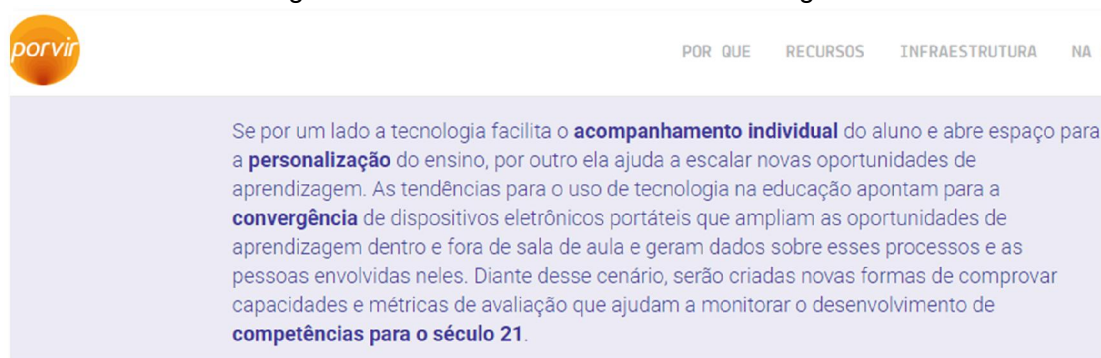 porvir
POR QUE RECURSOS INFRAESTRUTURA NA
Se por um lado a tecnologia facilita o acompanhamento individual do aluno e abre espaço para
a personalização do ensino, por outro ela ajuda a escalar novas oportunidades de
aprendizagem. As tendências para o uso de tecnologia na educação apontam para a
convergência de dispositivos eletrônicos portáteis que ampliam as oportunidades de
aprendizagem dentro e fora de sala de aula e geram dados sobre esses processos e as
pessoas envolvidas neles. Diante desse cenário, serão criadas novas formas de comprovar
capacidades e métricas de avaliação que ajudam a monitorar o desenvolvimento de
competências para o século 21.